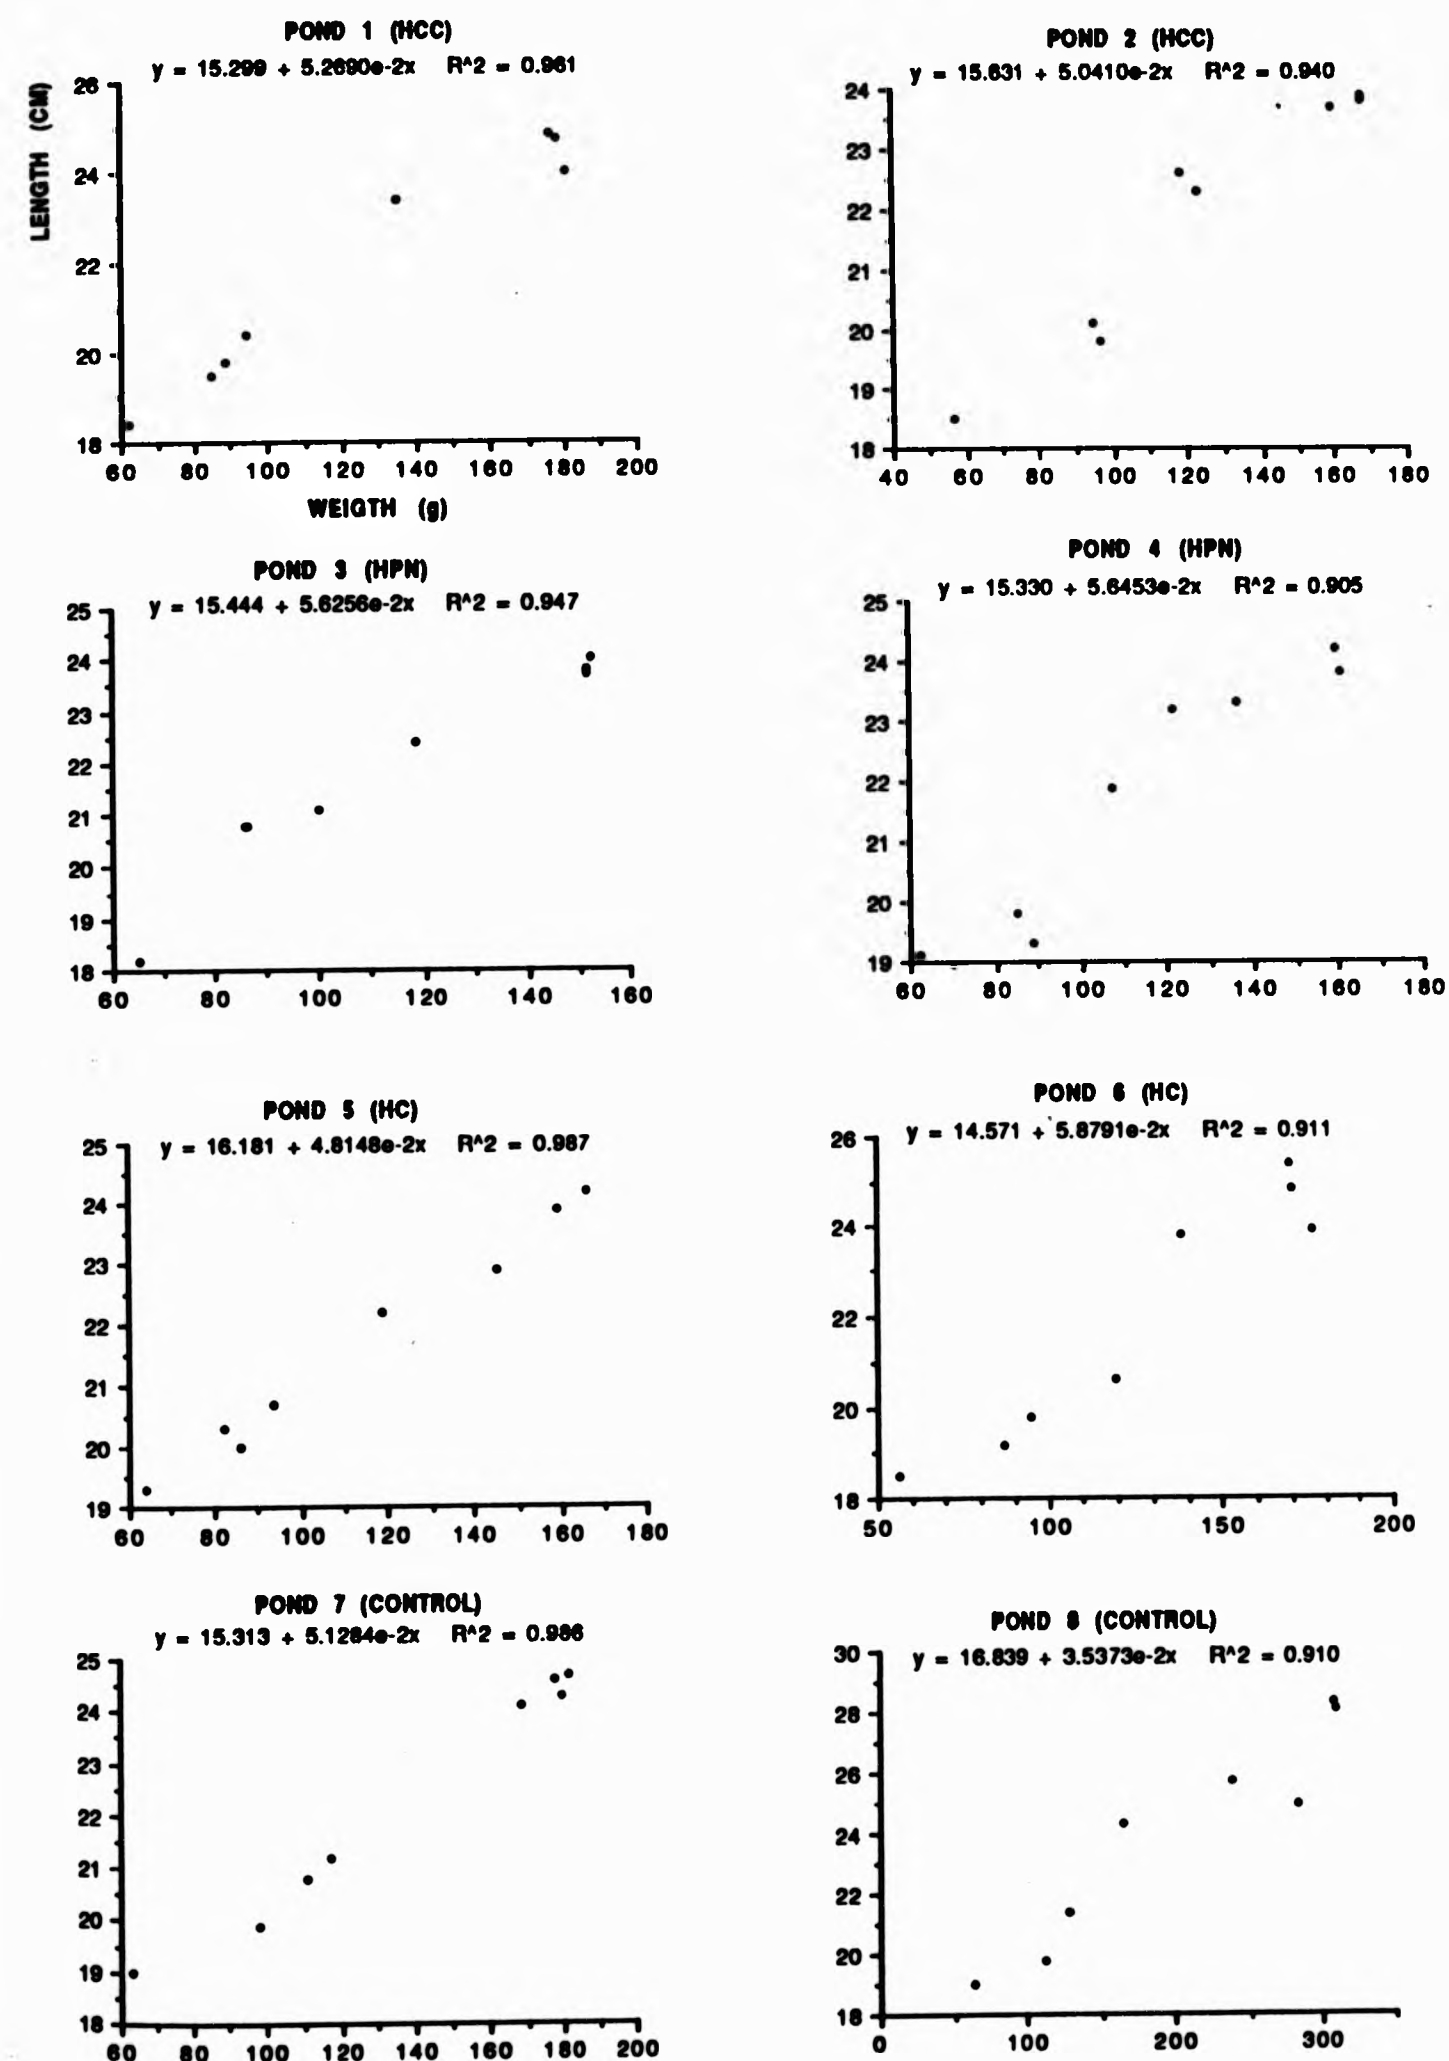 POND 1 (HCC)
y = 15.299 + 5.2690e-2x R^2 = 0.961
LENGTH (CM)
26
24
22
20
18
60 80 100 120 140 160 180 200
WEIGTH (g)
POND 2 (HCC)
y = 15.631 + 5.0410e-2x R^2 = 0.940
24
23
22
21
20
19
18
40 60 80 100 120 140 160 180
POND 3 (HPN)
y = 15.444 + 5.6256e-2x R^2 = 0.947
25
24
23
22
21
20
19
18
60 80 100 120 140 160
POND 4 (HPN)
y = 15.330 + 5.6453e-2x R^2 = 0.905
25
24
23
22
21
20
19
60 80 100 120 140 160 180
POND 5 (HC)
y = 16.181 + 4.8148e-2x R^2 = 0.987
25
24
23
22
21
20
19
60 80 100 120 140 160 180
POND 6 (HC)
y = 14.571 + 5.8791e-2x R^2 = 0.911
26
24
22
20
18
50 100 150 200
POND 7 (CONTROL)
y = 15.313 + 5.1284e-2x R^2 = 0.986
25
24
23
22
21
20
19
18
60 80 100 120 140 160 180 200
POND 8 (CONTROL)
y = 16.839 + 3.5373e-2x R^2 = 0.910
30
28
26
24
22
20
18
0 100 200 300